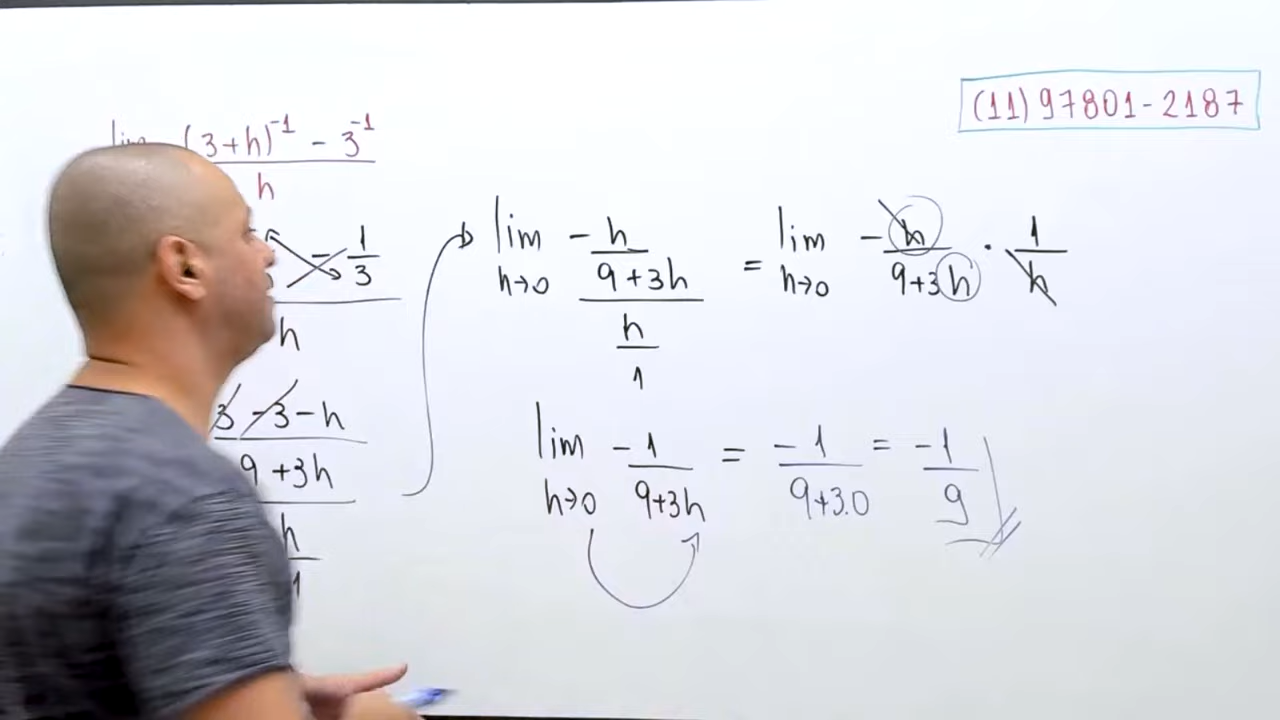 (11) 97801-2187
lim (3+h)^-1 - 3^-1
h
- 1/3
h
3 - 3 - h
9 + 3h
h
1
lim h→0 - h/(9+3h) / h/1 = lim h→0 - h/(9+3h) · 1/h
lim h→0 -1/(9+3h) = -1/(9+3.0) = -1/9